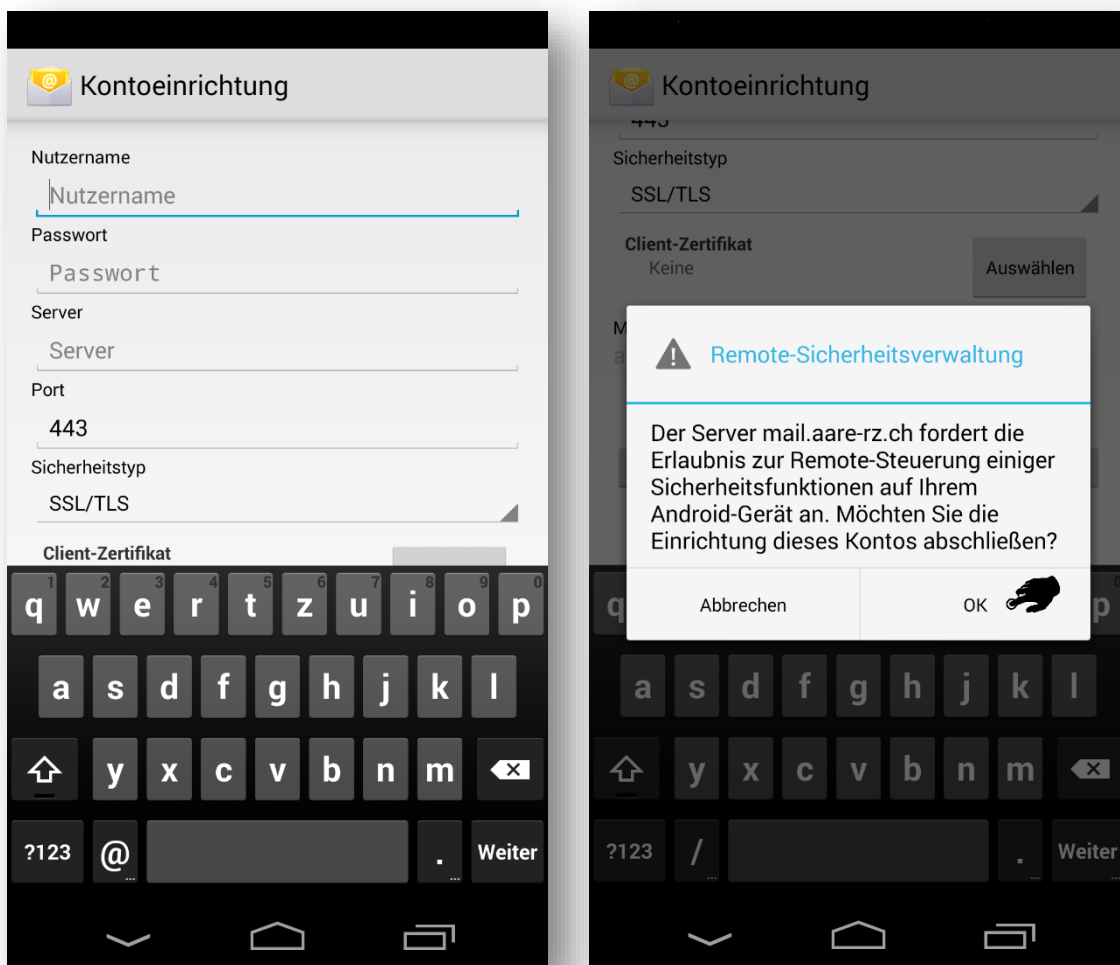 Kontoeinrichtung
Nutzername
Nutzername
Passwort
Passwort
Server
Server
Port
443
Sicherheitstyp
SSL/TLS
Client-Zertifikat
1 2 3 4 5 6 7 8 9 0
q w e r t z u i o p
a s d f g h j k l
y x c v b n m
?123 @ . Weiter
Kontoeinrichtung
443
Sicherheitstyp
SSL/TLS
Client-Zertifikat
Keine
Auswählen
M
a
Remote-Sicherheitsverwaltung
Der Server mail.aare-rz.ch fordert die
Erlaubnis zur Remote-Steuerung einiger
Sicherheitsfunktionen auf Ihrem
Android-Gerät an. Möchten Sie die
Einrichtung dieses Kontos abschließen?
Abbrechen OK
q p
a s d f g h j k l
y x c v b n m
?123 / . Weiter